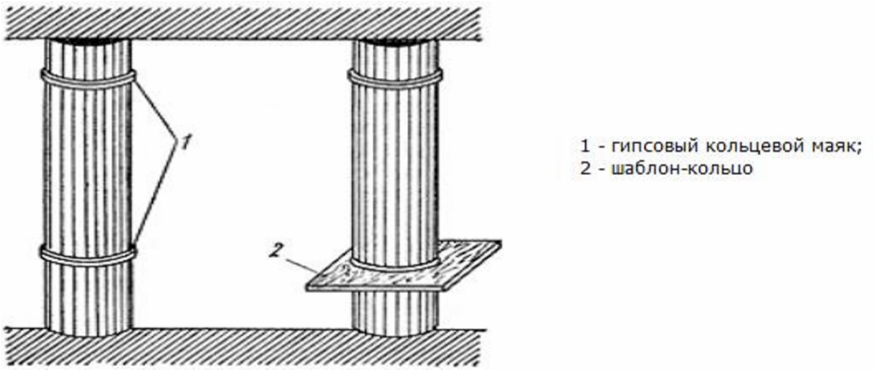 1
2
1 - гипсовый кольцевой маяк;
2 - шаблон-кольцо